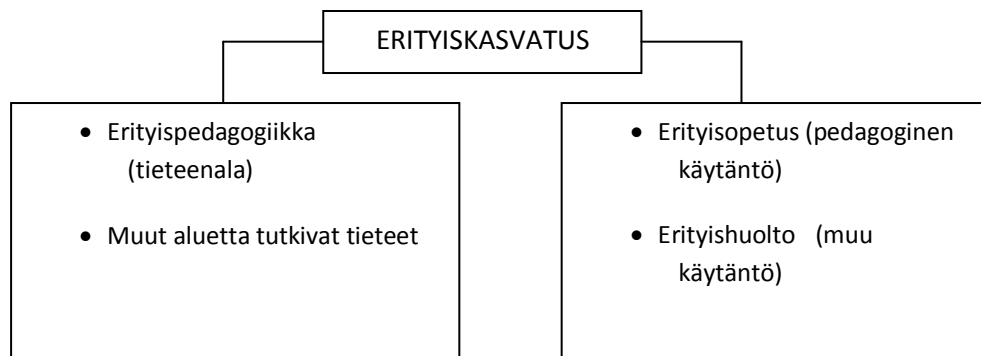 ERITYISKASVATUS
• Erityispedagogiikka
(tieteenala)
• Muut aluetta tutkivat tieteet
• Erityisopetus (pedagoginen
käytäntö)
• Erityishuolto (muu
käytäntö)